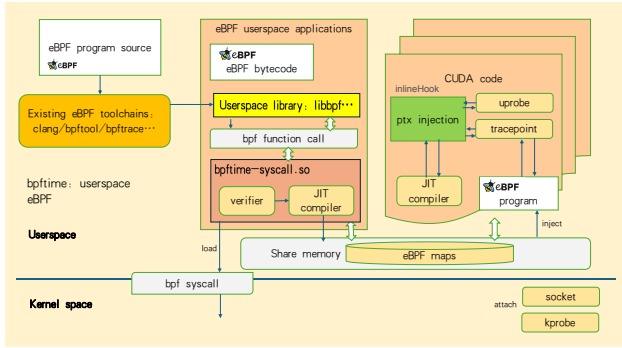 eBPF program source
eBPF
Existing eBPF toolchains:
clang/bpftool/bpftrace…
bpftime: userspace
eBPF
Userspace
eBPF userspace applications
eBPF
eBPF bytecode
Userspace library: libbpf…
bpf function call
bpftime-syscall.so
verifier
JIT
compiler
load
Share memory
eBPF maps
CUDA code
inlineHook
ptx injection
uprobe
tracepoint
JIT
compiler
eBPF
program
inject
bpf syscall
Kernel space
attach
socket
kprobe